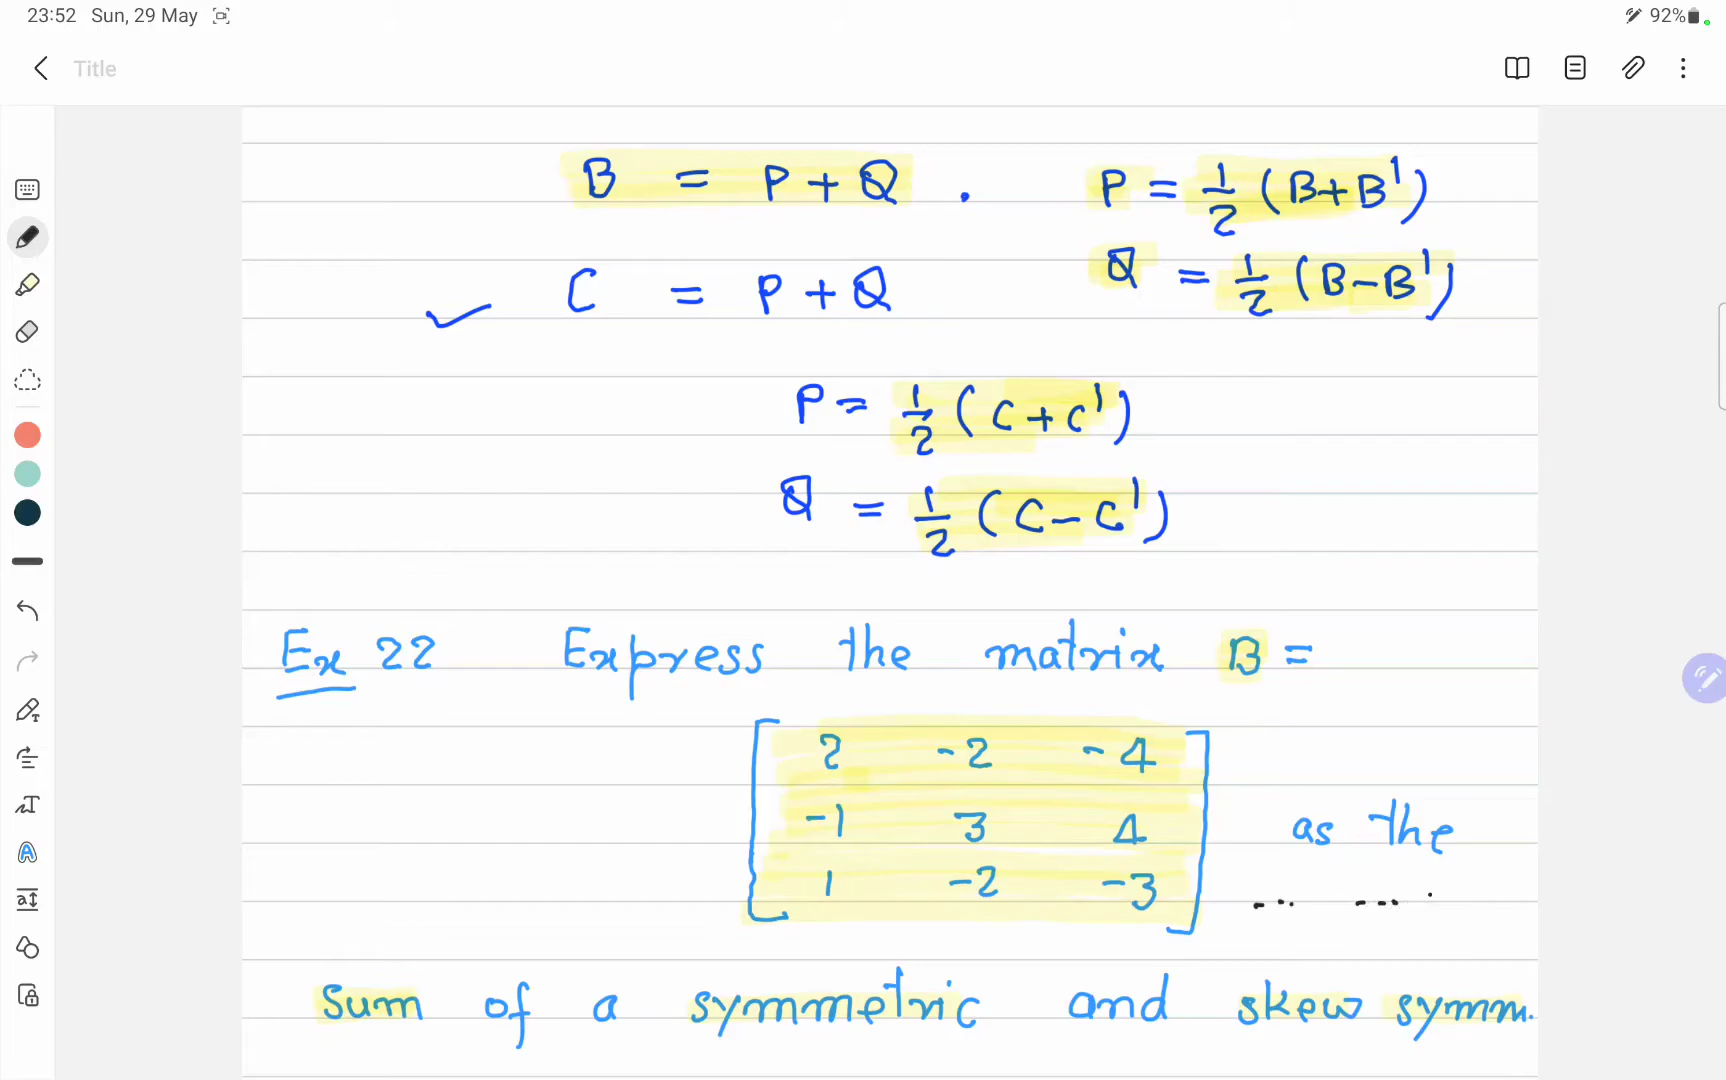 23:52 Sun, 29 May 92%
Title
B = P + Q . P = 1/2 (B+B')
C = P + Q Q = 1/2 (B-B')
P = 1/2 (C+C')
Q = 1/2 (C-C')
Ex 22 Express the matrix B =
2 -2 -4
-1 3 4 as the
1 -2 -3
Sum of a symmetric and skew symm.